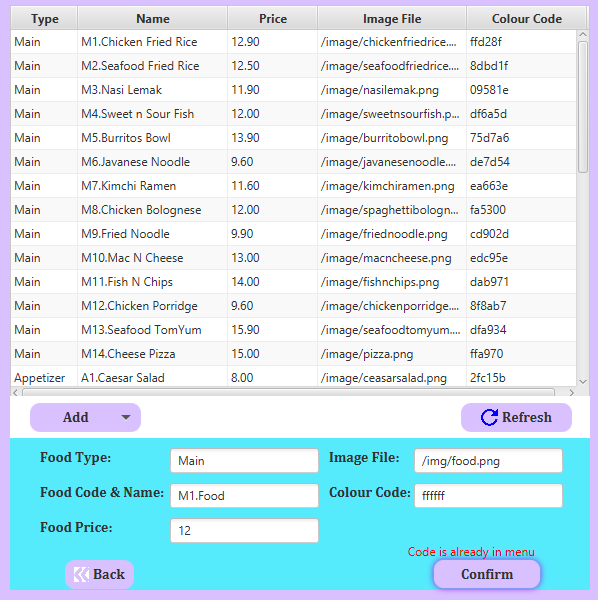 Type Name Price Image File Colour Code
Main M1.Chicken Fried Rice 12.90 /image/chickenfriedrice.... ffd28f
Main M2.Seafood Fried Rice 12.50 /image/seafoodfriedrice.... 8dbd1f
Main M3.Nasi Lemak 11.90 /image/nasilemak.png 09581e
Main M4.Sweet n Sour Fish 12.00 /image/sweetnsourfish.p... df6a5d
Main M5.Burritos Bowl 13.90 /image/burritobowl.png 75d7a6
Main M6.Javanese Noodle 9.60 /image/javanesenoodle.... de7d54
Main M7.Kimchi Ramen 11.60 /image/kimchiramen.png ea663e
Main M8.Chicken Bolognese 12.00 /image/spaghettibologn... fa5300
Main M9.Fried Noodle 9.90 /image/friednoodle.png cd902d
Main M10.Mac N Cheese 13.00 /image/macncheese.png edc95e
Main M11.Fish N Chips 14.00 /image/fishnchips.png dab971
Main M12.Chicken Porridge 9.60 /image/chickenporridge.... 8f8ab7
Main M13.Seafood TomYum 15.90 /image/seafoodtomyum.... dfa934
Main M14.Cheese Pizza 15.00 /image/pizza.png ffa970
Appetizer A1.Caesar Salad 8.00 /image/ceasarsalad.png 2fc15b
Add Refresh
Food Type: Main Image File: /img/food.png
Food Code & Name: M1.Food Colour Code: ffffff
Food Price: 12
Code is already in menu
Back Confirm